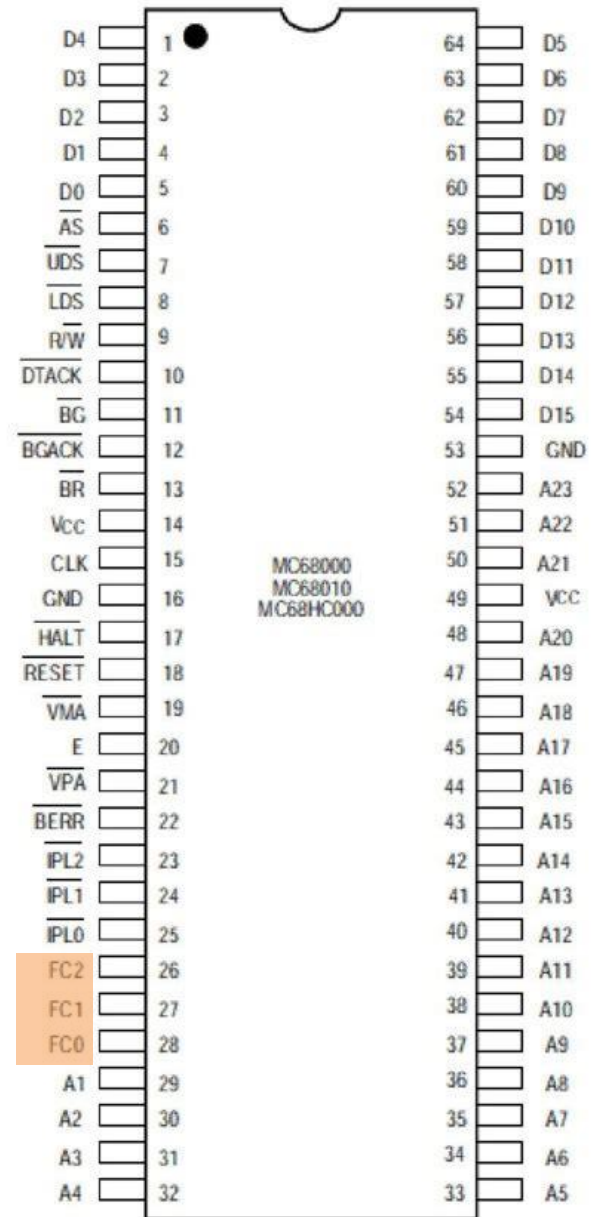 D4 1 64 D5
D3 2 63 D6
D2 3 62 D7
D1 4 61 D8
D0 5 60 D9
AS 6 59 D10
UDS 7 58 D11
LDS 8 57 D12
R/W 9 56 D13
DTACK 10 55 D14
BG 11 54 D15
BGACK 12 53 GND
BR 13 52 A23
VCC 14 51 A22
CLK 15 MC68000 50 A21
MC68010
GND 16 MC68HC000 49 VCC
HALT 17 48 A20
RESET 18 47 A19
VMA 19 46 A18
E 20 45 A17
VPA 21 44 A16
BERR 22 43 A15
IPL2 23 42 A14
IPL1 24 41 A13
IPL0 25 40 A12
FC2 26 39 A11
FC1 27 38 A10
FC0 28 37 A9
A1 29 36 A8
A2 30 35 A7
A3 31 34 A6
A4 32 33 A5